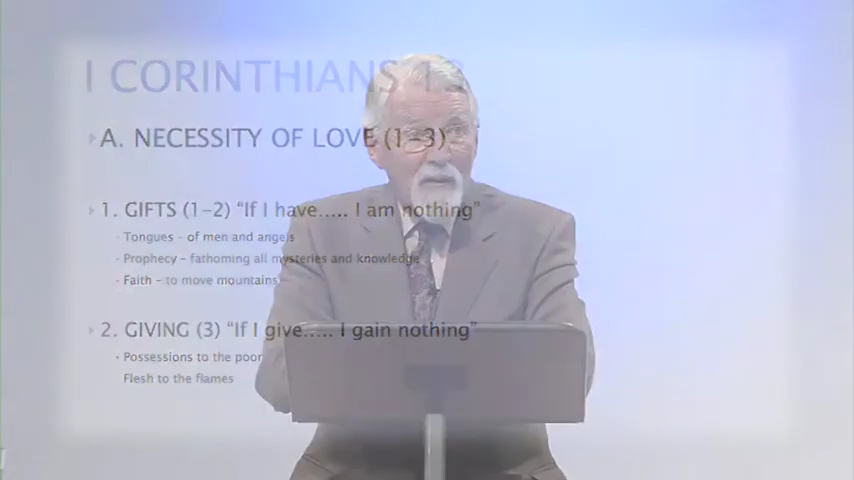 I CORINTHIANS 13
A. NECESSITY OF LOVE (1-3)
1. GIFTS (1-2) “If I have..... I am nothing”
- Tongues - of men and angels
- Prophecy - fathoming all mysteries and knowledge
- Faith - to move mountains
2. GIVING (3) “If I give..... I gain nothing”
- Possessions to the poor
Flesh to the flames